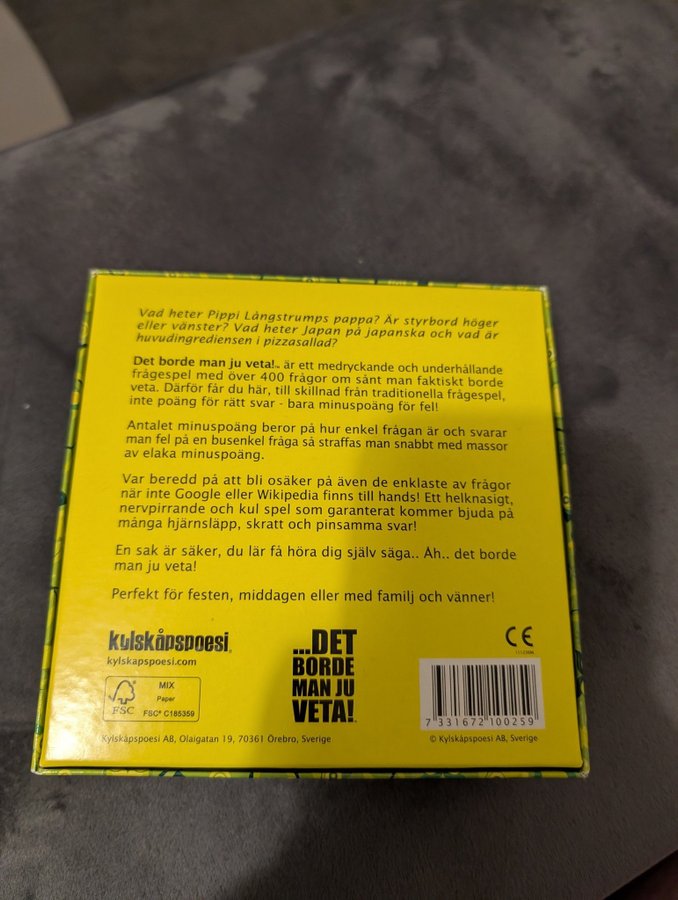 Vad heter Pippi Långstrumps pappa? Är styrbord höger
eller vänster? Vad heter Japan på japanska och vad är
huvudingrediensen i pizzasallad?
Det borde man ju veta!™ är ett medryckande och underhållande
frågespel med över 400 frågor om sånt man faktiskt borde
veta. Därför får du här, till skillnad från traditionella frågespel,
inte poäng för rätt svar - bara minuspoäng för fel!
Antalet minuspoäng beror på hur enkel frågan är och svarar
man fel på en busenkel fråga så straffas man snabbt med massor
av elaka minuspoäng.
Var beredd på att bli osäker på även de enklaste av frågor
när inte Google eller Wikipedia finns till hands! Ett helknasigt,
nervpirrande och kul spel som garanterat kommer bjuda på
många hjärnsläpp, skratt och pinsamma svar!
En sak är säker, du lär få höra dig själv säga.. Åh.. det borde
man ju veta!
Perfekt för festen, middagen eller med familj och vänner!
kylskåpspoesi®
kylskapspoesi.com
FSC
MIX
Paper
FSC® C185359
...DET
BORDE
MAN JU
VETA!
CE
7 331672 100259
Kylskåpspoesi AB, Olaigatan 19, 70361 Örebro, Sverige
© Kylskåpspoesi AB, Sverige